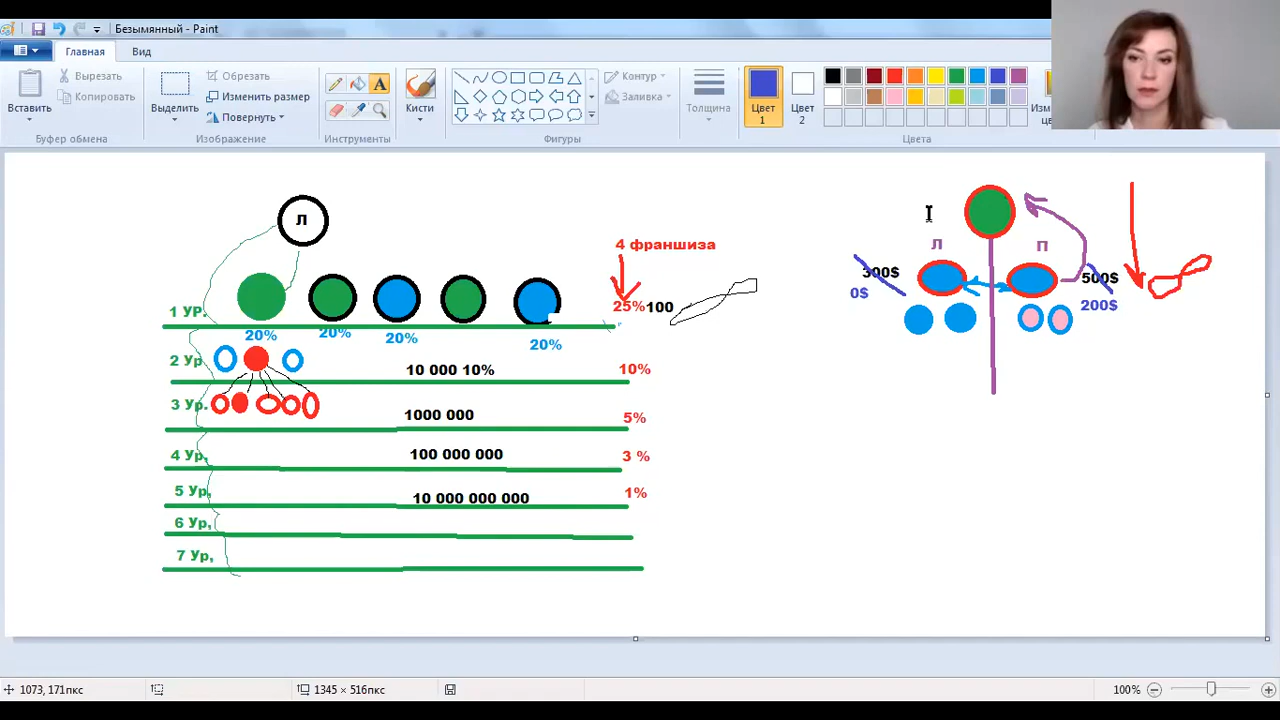 Безымянный - Paint
Главная
Вид
Вставить
Вырезать
Копировать
Буфер обмена
Выделить
Обрезать
Изменить размер
Повернуть
Изображение
A
Инструменты
Кисти
Контур
Заливка
Фигуры
Толщина
Цвет 1
Цвет 2
Цвета
Изм
Л
4 франшиза
1 УР.
25%
100
20%
20%
20%
20%
2 Ур
10 000 10%
10%
3 Ур.
1000 000
5%
4 Ур,
100 000 000
3 %
5 Ур,
10 000 000 000
1%
6 Ур,
7 Ур,
Л
П
300$
500$
0$
200$
1073, 171пкс
1345 × 516пкс
100%